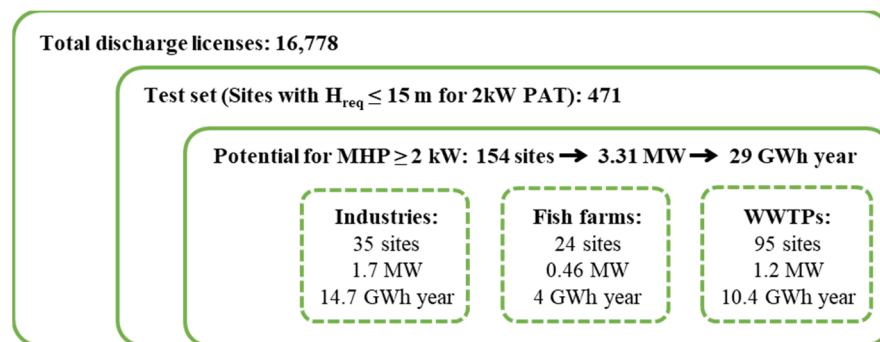 Total discharge licenses: 16,778
Test set (Sites with Hreq ≤ 15 m for 2kW PAT): 471
Potential for MHP ≥ 2 kW: 154 sites → 3.31 MW → 29 GWh year
Industries:
35 sites
1.7 MW
14.7 GWh year
Fish farms:
24 sites
0.46 MW
4 GWh year
WWTPs:
95 sites
1.2 MW
10.4 GWh year